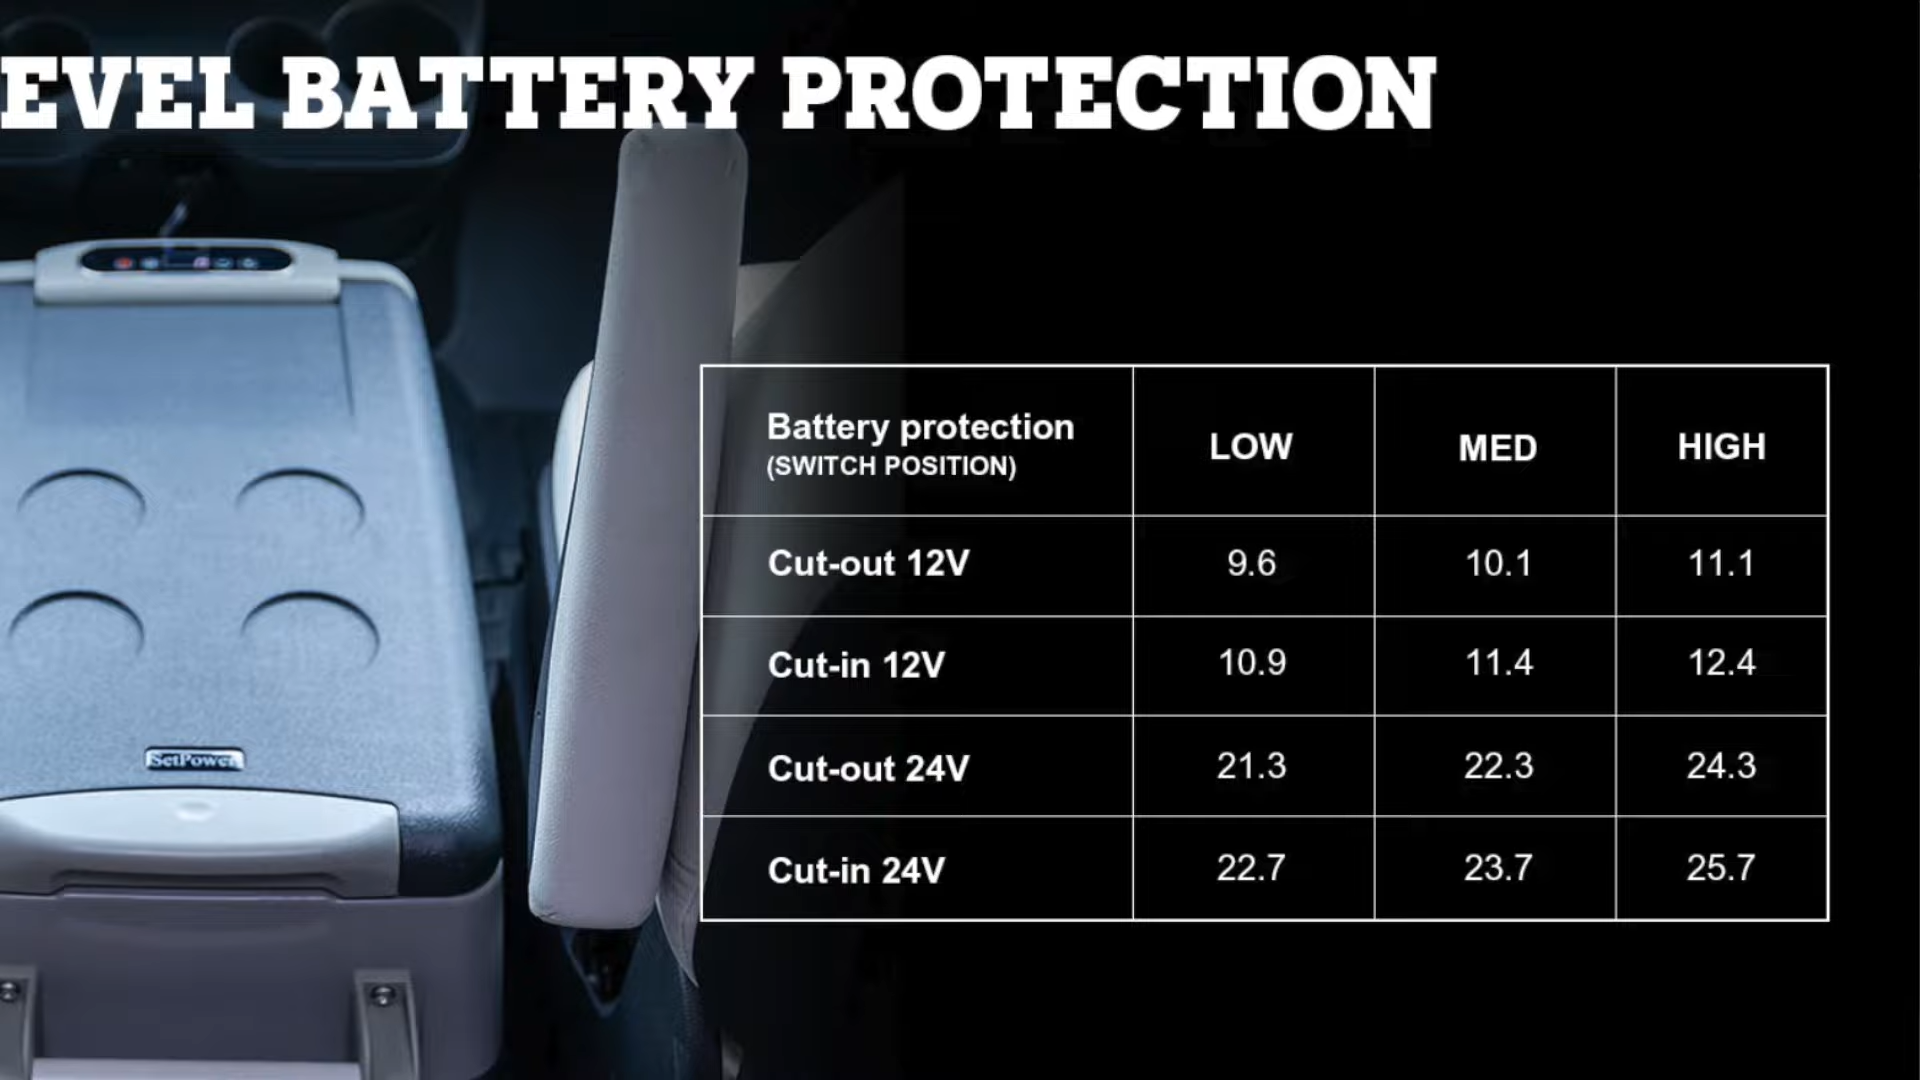 EVEL BATTERY PROTECTION
Battery protection LOW MED HIGH
(SWITCH POSITION)
Cut-out 12V 9.6 10.1 11.1
Cut-in 12V 10.9 11.4 12.4
Cut-out 24V 21.3 22.3 24.3
Cut-in 24V 22.7 23.7 25.7
SetPower